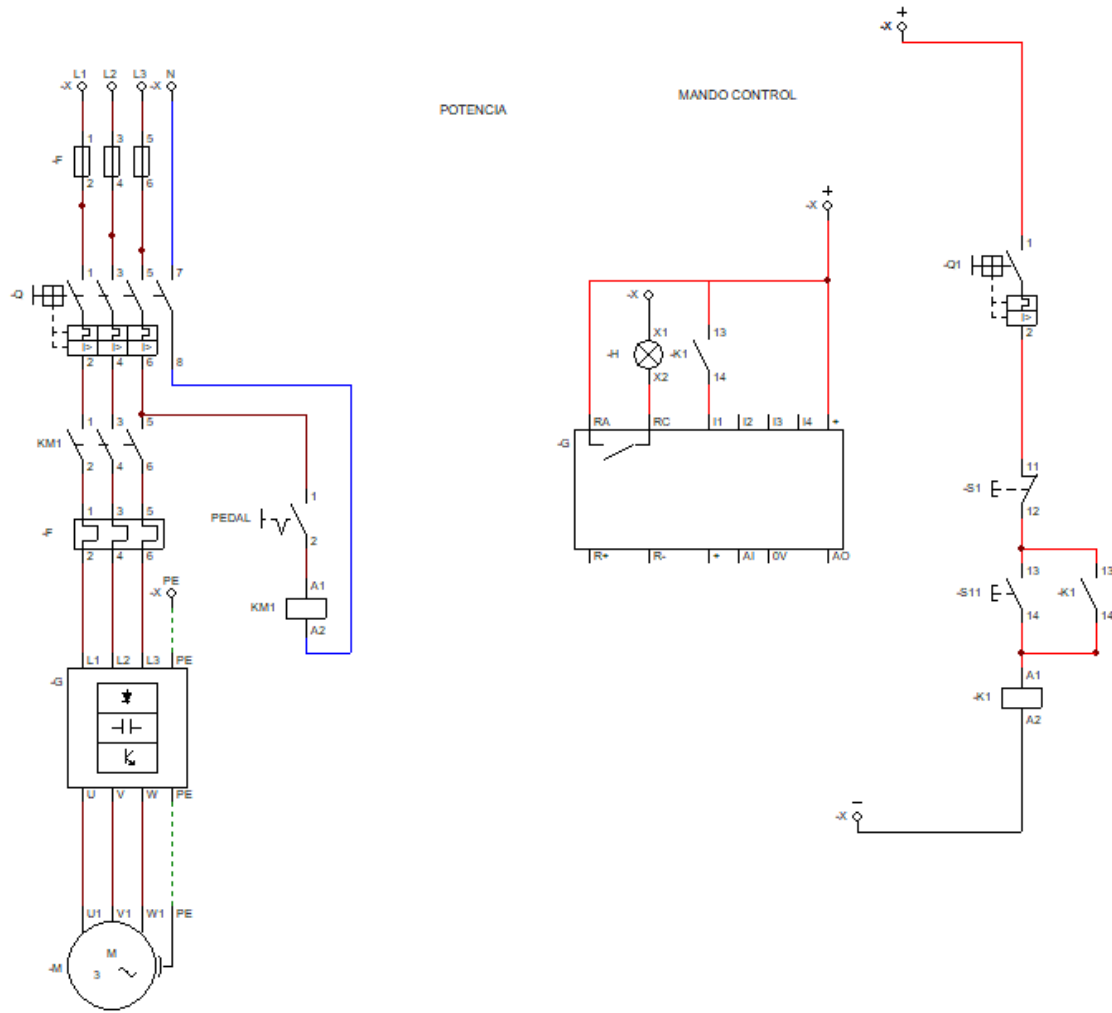 +
-X
L1 L2 L3 N
-X -X
POTENCIA
MANDO CONTROL
1 3 5
-F
2 4 6
+
-X
1
-Q1
I>
2
1 3 5 7
-Q
I> I> I>
2 4 6 8
-X
X1 13
-H -K1
X2 14
1 3 5
KM1
2 4 6
RA RC I1 I2 I3 I4 +
-G
R+ R- + AI 0V AO
11
-S1
12
1
PEDAL
2
1 3 5
-F
2 4 6
13 13
-S11 -K1
14 14
PE
-X
A1
KM1
A2
L1 L2 L3 PE
-G
U V W PE
A1
-K1
A2
-
-X
U1 V1 W1 PE
M
-M
3